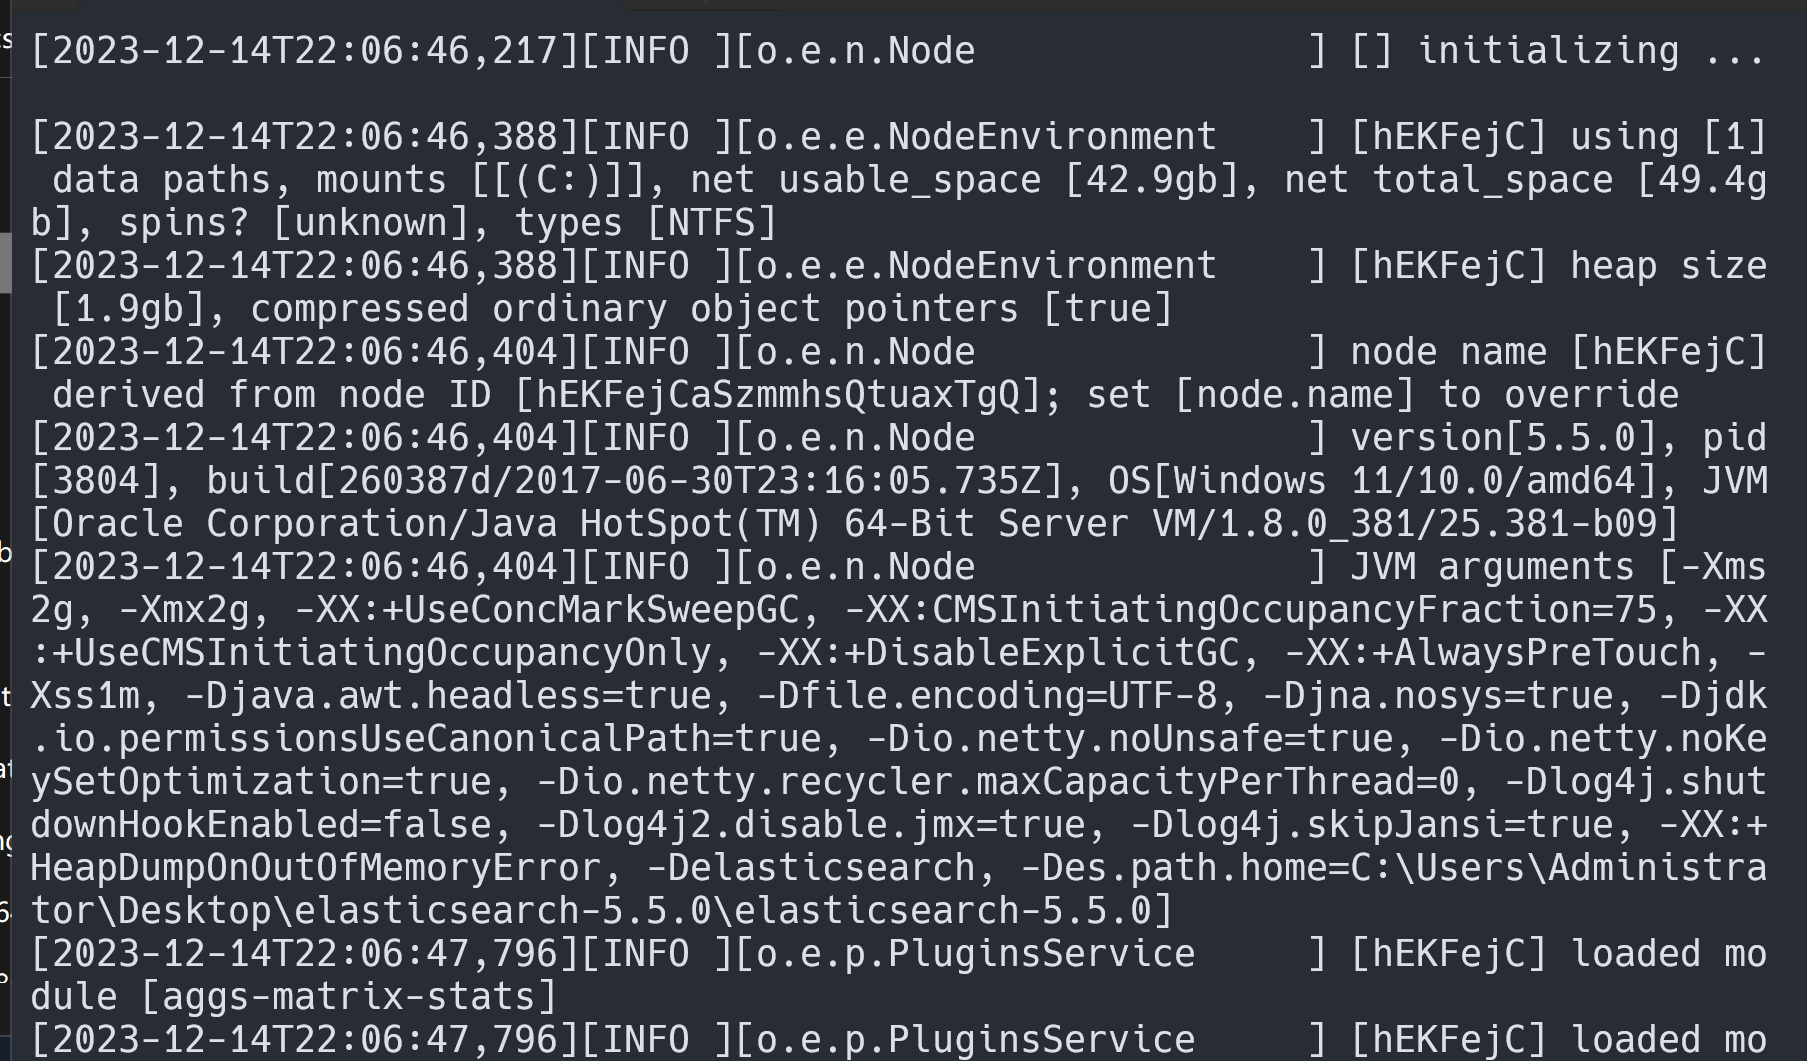 [2023-12-14T22:06:46,217][INFO ][o.e.n.Node               ] [] initializing ...
[2023-12-14T22:06:46,388][INFO ][o.e.e.NodeEnvironment    ] [hEKFejC] using [1]
 data paths, mounts [[(C:)]], net usable_space [42.9gb], net total_space [49.4g
b], spins? [unknown], types [NTFS]
[2023-12-14T22:06:46,388][INFO ][o.e.e.NodeEnvironment    ] [hEKFejC] heap size
 [1.9gb], compressed ordinary object pointers [true]
[2023-12-14T22:06:46,404][INFO ][o.e.n.Node               ] node name [hEKFejC]
 derived from node ID [hEKFejCaSzmmhsQtuaxTgQ]; set [node.name] to override
[2023-12-14T22:06:46,404][INFO ][o.e.n.Node               ] version[5.5.0], pid
[3804], build[260387d/2017-06-30T23:16:05.735Z], OS[Windows 11/10.0/amd64], JVM
[Oracle Corporation/Java HotSpot(TM) 64-Bit Server VM/1.8.0_381/25.381-b09]
[2023-12-14T22:06:46,404][INFO ][o.e.n.Node               ] JVM arguments [-Xms
2g, -Xmx2g, -XX:+UseConcMarkSweepGC, -XX:CMSInitiatingOccupancyFraction=75, -XX
:+UseCMSInitiatingOccupancyOnly, -XX:+DisableExplicitGC, -XX:+AlwaysPreTouch, -
Xss1m, -Djava.awt.headless=true, -Dfile.encoding=UTF-8, -Djna.nosys=true, -Djdk
.io.permissionsUseCanonicalPath=true, -Dio.netty.noUnsafe=true, -Dio.netty.noKe
ySetOptimization=true, -Dio.netty.recycler.maxCapacityPerThread=0, -Dlog4j.shut
downHookEnabled=false, -Dlog4j2.disable.jmx=true, -Dlog4j.skipJansi=true, -XX:+
HeapDumpOnOutOfMemoryError, -Delasticsearch, -Des.path.home=C:\Users\Administra
tor\Desktop\elasticsearch-5.5.0\elasticsearch-5.5.0]
[2023-12-14T22:06:47,796][INFO ][o.e.p.PluginsService     ] [hEKFejC] loaded mo
dule [aggs-matrix-stats]
[2023-12-14T22:06:47,796][INFO ][o.e.p.PluginsService     ] [hEKFejC] loaded mo